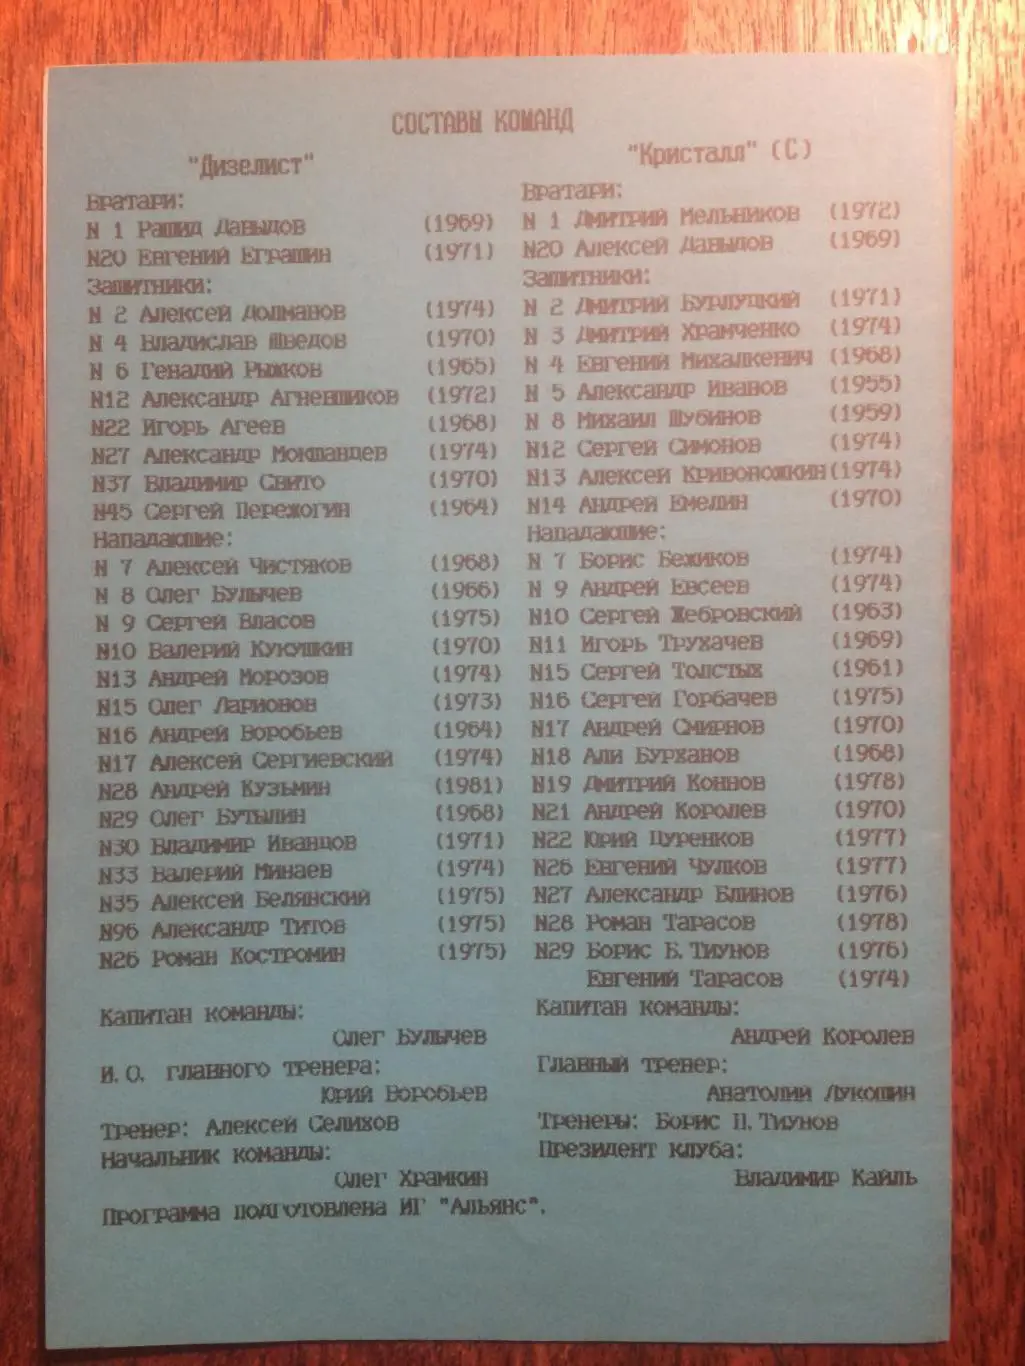 СОСТАВЫ КОМАНД
"Дизелист"
Вратари:
N 1 Рашид Давыдов (1969)
N20 Евгений Еграшин (1971)
Защитники:
N 2 Алексей Долманов (1974)
N 4 Владислав Шведов (1970)
N 6 Генадий Рыжков (1965)
N12 Александр Агневщиков (1972)
N22 Игорь Агеев (1968)
N27 Александр Мокшанцев (1974)
N37 Владимир Свито (1970)
N45 Сергей Пережогин (1964)
Нападающие:
N 7 Алексей Чистяков (1968)
N 8 Олег Булычев (1966)
N 9 Сергей Власов (1975)
N10 Валерий Кукушкин (1970)
N13 Андрей Морозов (1974)
N15 Олег Ларионов (1973)
N16 Андрей Воробьев (1964)
N17 Алексей Сергиевский (1974)
N28 Андрей Кузьмин (1981)
N29 Олег Бутылин (1968)
N30 Владимир Иванцов (1971)
N33 Валерий Минаев (1974)
N35 Алексей Белянский (1975)
N96 Александр Титов (1975)
N26 Роман Костромин (1975)
Капитан команды:
Олег Булычев
И.О. главного тренера:
Юрий Воробьев
Тренер: Алексей Селихов
Начальник команды:
Олег Храмкин
Программа подготовлена ИГ "Альянс".
"Кристалл" (С)
Вратари:
N 1 Дмитрий Мельников (1972)
N20 Алексей Давыдов (1969)
Защитники:
N 2 Дмитрий Бурлуцкий (1971)
N 3 Дмитрий Храмченко (1974)
N 4 Евгений Михалкевич (1968)
N 5 Александр Иванов (1955)
N 8 Михаил Шубинов (1959)
N12 Сергей Симонов (1974)
N13 Алексей Кривоножкин (1974)
N14 Андрей Емелин (1970)
Нападающие:
N 7 Борис Бежиков (1974)
N 9 Андрей Евсеев (1974)
N10 Сергей Жебровский (1963)
N11 Игорь Трухачев (1969)
N15 Сергей Толстых (1961)
N16 Сергей Горбачев (1975)
N17 Андрей Смирнов (1970)
N18 Али Бурханов (1968)
N19 Дмитрий Коннов (1978)
N21 Андрей Королев (1970)
N22 Юрий Цуренков (1977)
N26 Евгений Чулков (1977)
N27 Александр Блинов (1976)
N28 Роман Тарасов (1978)
N29 Борис Б.Тиунов (1976)
Евгений Тарасов (1974)
Капитан команды:
Андрей Королев
Главный тренер:
Анатолий Лукошин
Тренеры: Борис П.Тиунов
Президент клуба:
Владимир Кайль